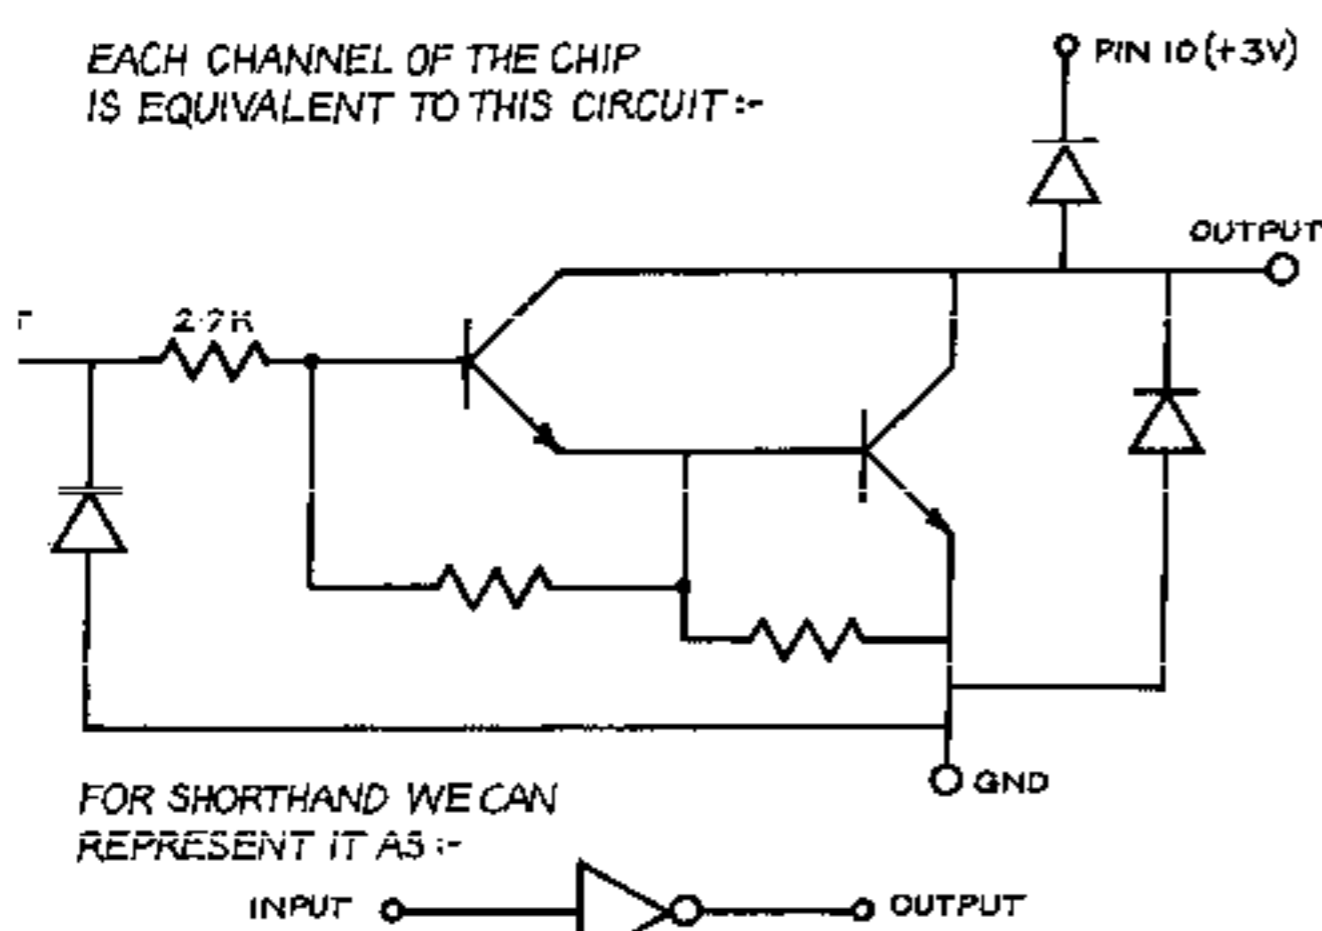 EACH CHANNEL OF THE CHIP
IS EQUIVALENT TO THIS CIRCUIT :-
PIN 10 (+3V)
OUTPUT
T
2·7K
GND
FOR SHORTHAND WE CAN
REPRESENT IT AS :-
INPUT
OUTPUT